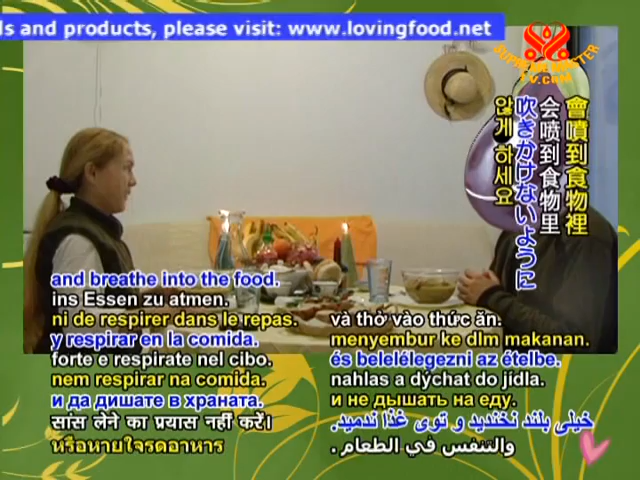 ls and products, please visit: www.lovingfood.net
SUPREME MASTER
TV.COM
會噴到食物裡
会喷到食物里
吹きかけないように
않게 하세요
and breathe into the food.
ins Essen zu atmen.
ni de respirer dans le repas.
y respirar en la comida.
forte e respirate nel cibo.
nem respirar na comida.
и да дишате в храната.
सांस लेने का प्रयास नहीं करें।
หรือหายใจรดอาหาร
và thở vào thức ăn.
menyembur ke dlm makanan.
és belelélegezni az ételbe.
nahlas a dýchat do jídla.
и не дышать на еду.
خیلی بلند نخندید و توی غذا ندمید.
والتنفس في الطعام.